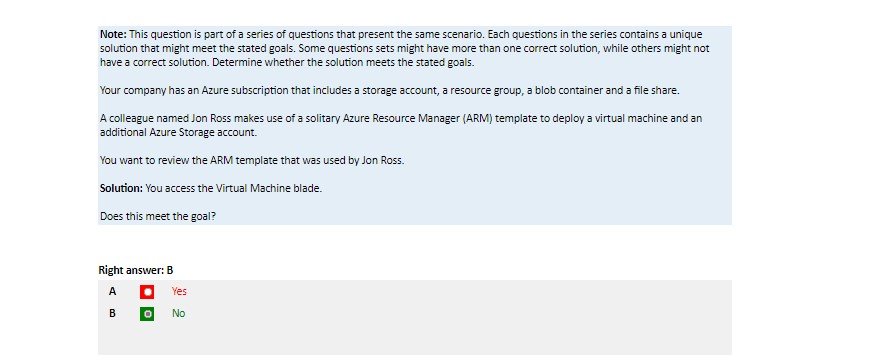 Note: This question is part of a series of questions that present the same scenario. Each questions in the series contains a unique
solution that might meet the stated goals. Some questions sets might have more than one correct solution, while others might not
have a correct solution. Determine whether the solution meets the stated goals.
Your company has an Azure subscription that includes a storage account, a resource group, a blob container and a file share.
A colleague named Jon Ross makes use of a solitary Azure Resource Manager (ARM) template to deploy a virtual machine and an
additional Azure Storage account.
You want to review the ARM template that was used by Jon Ross.
Solution: You access the Virtual Machine blade.
Does this meet the goal?
Right answer: B
A Yes
B No